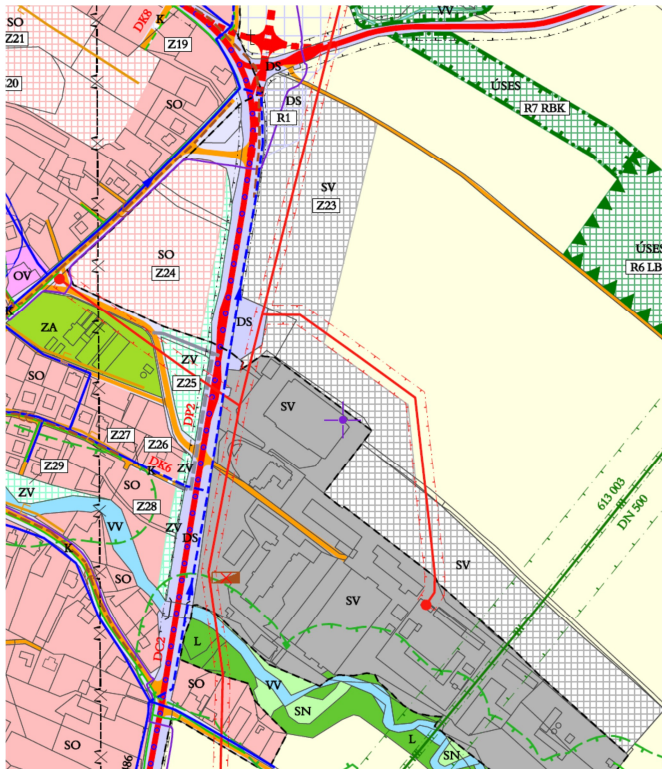 SO
Z21
Z20
DK8
K
Z19
SO
DS
DS
R1
VV
ÚSES
R7 RBK
SV
Z23
ÚSES
R6 LB
SO
Z24
OV
K
ZA
DS
ZV
Z25
SV
DP2
SO
Z27
Z26
DK6
K
ZV
Z29
SO
Z28
ZV
VV
ZV
DS
K
SO
613 003
DN 500
SV
SV
DC2
L
SO
VV
SN
SO
L
SN